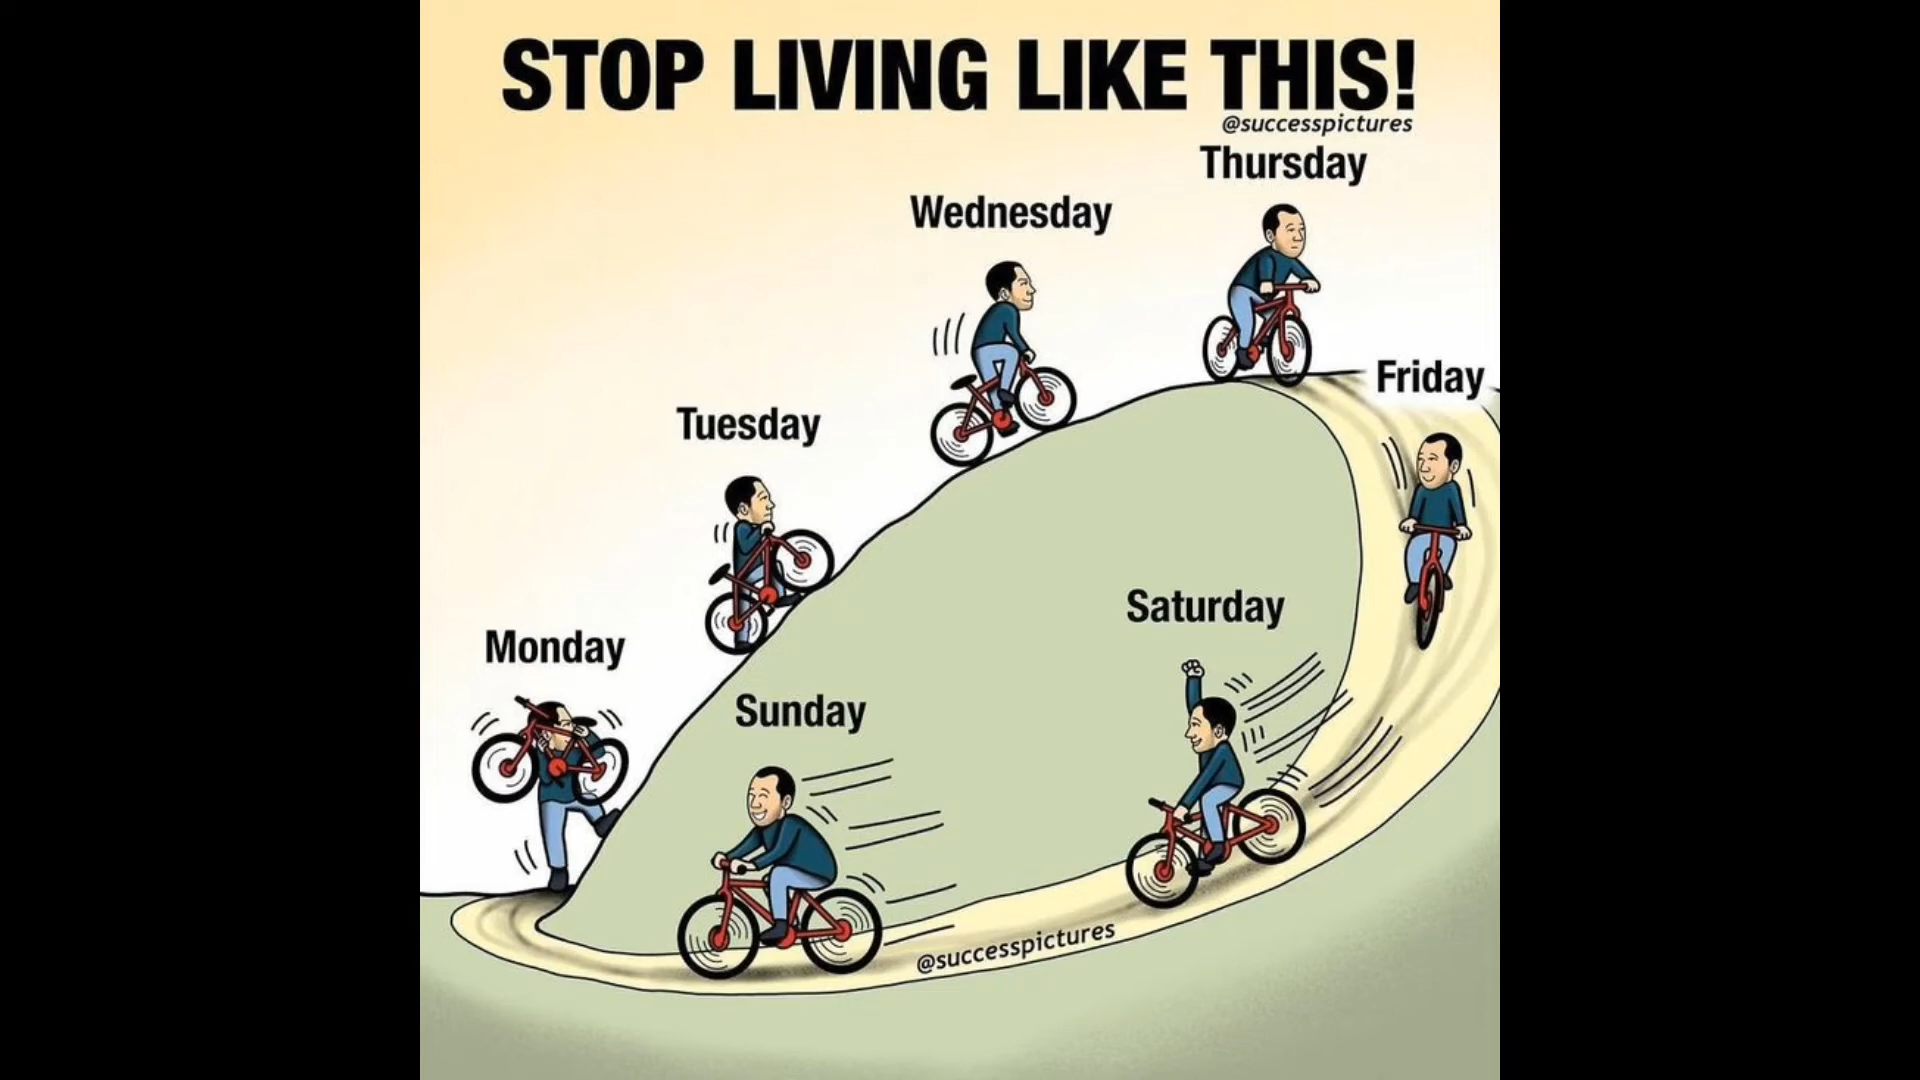 STOP LIVING LIKE THIS!
@successpictures
Thursday
Wednesday
Friday
Tuesday
Saturday
Monday
Sunday
@successpictures